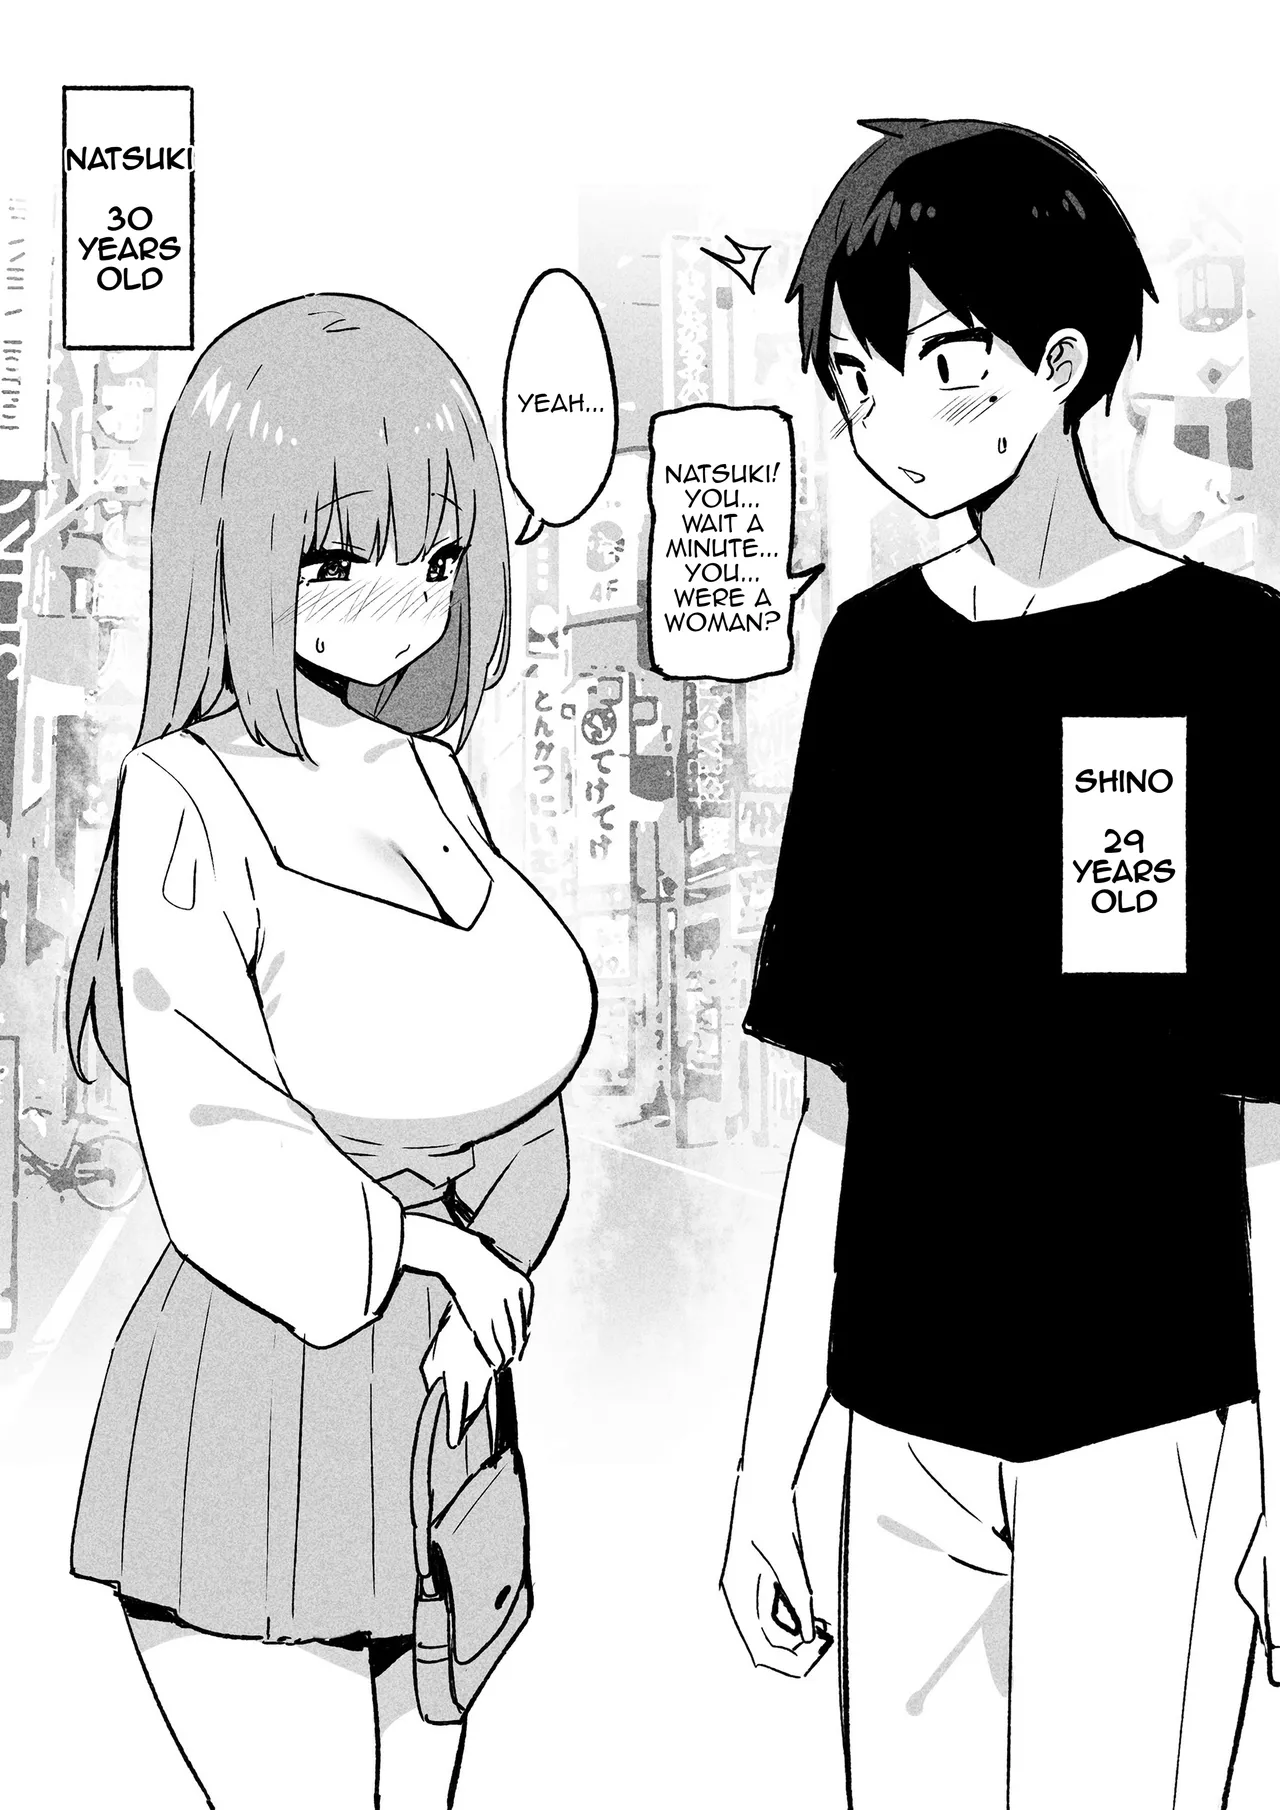 NATSUKI
30
YEARS
OLD
YEAH...
NATSUKI!
YOU...
WAIT A
MINUTE...
YOU...
WERE A
WOMAN?
SHINO
29
YEARS
OLD
とんかつ
てけてけ